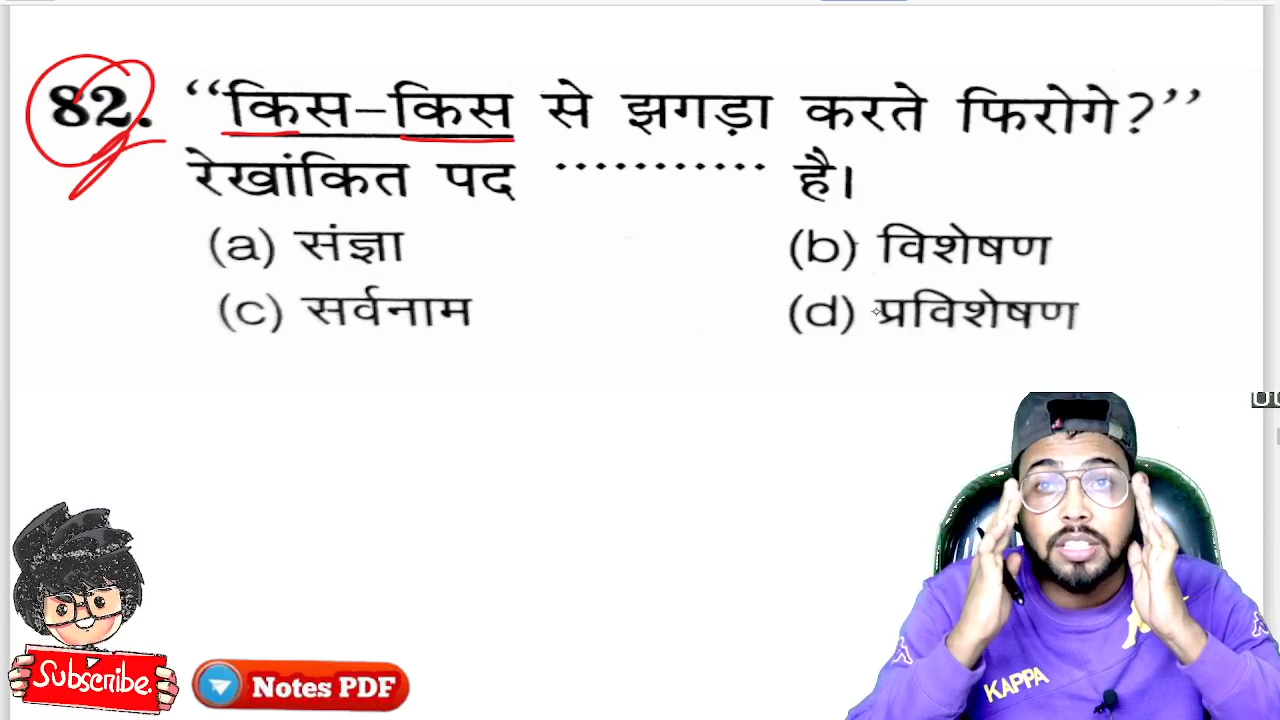 82. “किस–किस से झगड़ा करते फिरोगे?”
रेखांकित पद ........... है।
(a) संज्ञा (b) विशेषण
(c) सर्वनाम (d) प्रविशेषण
Subscribe.
Notes PDF
KAPPA